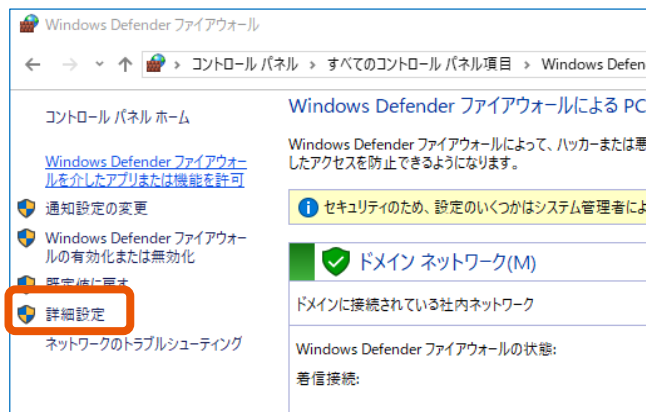 Windows Defender ファイアウォール
コントロール パネル › すべてのコントロール パネル項目 › Windows Defen
コントロール パネル ホーム
Windows Defender ファイアウォー
ルを介したアプリまたは機能を許可
通知設定の変更
Windows Defender ファイアウォー
ルの有効化または無効化
既定値に戻す
詳細設定
ネットワークのトラブルシューティング
Windows Defender ファイアウォールによる PC
Windows Defender ファイアウォールによって、ハッカーまたは悪
したアクセスを防止できるようになります。
セキュリティのため、設定のいくつかはシステム管理者によ
ドメイン ネットワーク(M)
ドメインに接続されている社内ネットワーク
Windows Defender ファイアウォールの状態:
着信接続: